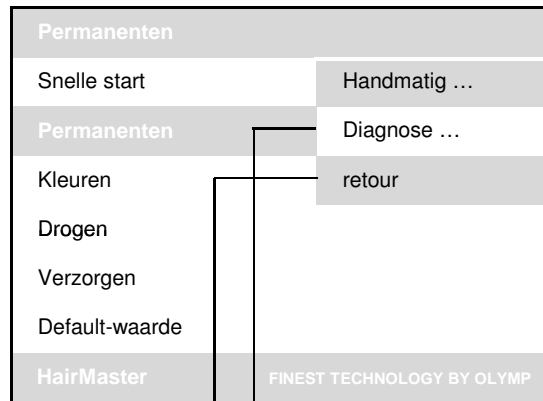 Permanenten
Snelle start
Handmatig …
Permanenten
Diagnose …
Kleuren
retour
Drogen
Verzorgen
Default-waarde
HairMaster FINEST TECHNOLOGY BY OLYMP